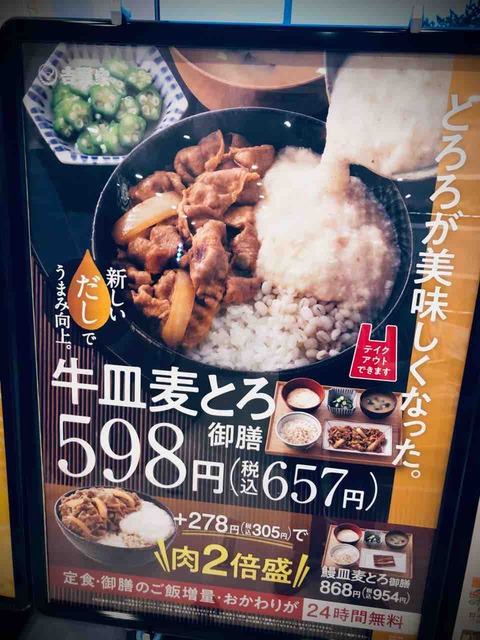 吉野家
とろろが美味しくなった。
新しい
だしで
うまみ向上。
テイク
アウト
できます
牛皿麦とろ
御膳
598円(税込657円)
+278円(税込305円)で
肉2倍盛
鰻皿麦とろ御膳
868円(税込954円)
定食・御膳のご飯増量・おかわりが 24時間無料